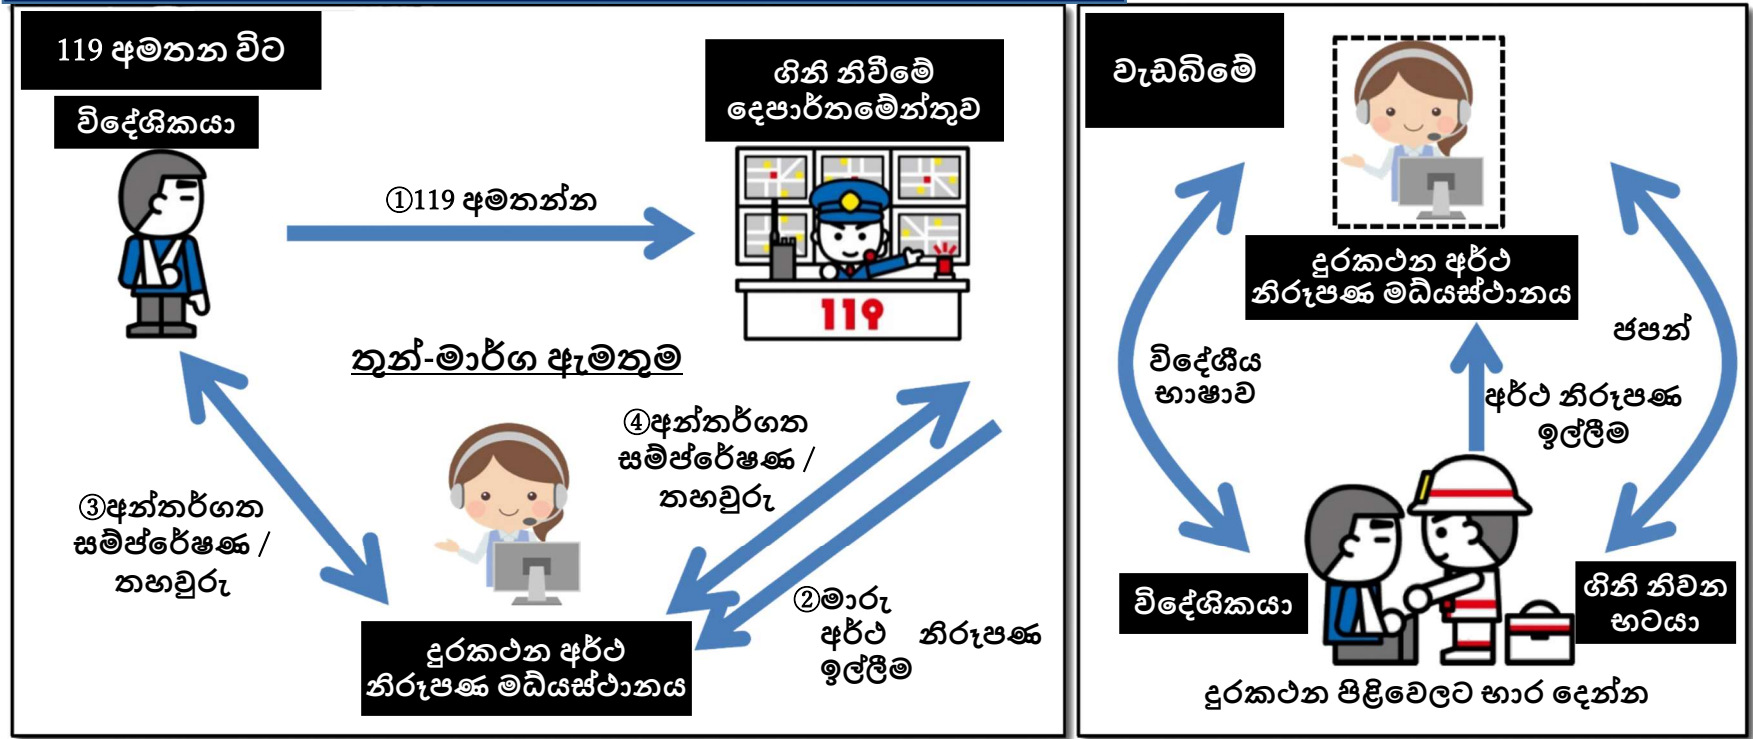 119 අමතන විට
විදේශිකයා
ගිනි නිවීමේ
දෙපාර්තමේන්තුව
①119 අමතන්න
119
තුන්-මාර්ග ඇමතුම
④අන්තර්ගත
සම්ප්රේෂණ /
තහවුරු
③අන්තර්ගත
සම්ප්රේෂණ /
තහවුරු
②මාරු
අර්ථ නිරූපණ
ඉල්ලීම
දුරකථන අර්ථ
නිරූපණ මධ්යස්ථානය
වැඩබිමේ
දුරකථන අර්ථ
නිරූපණ මධ්යස්ථානය
ජපන්
විදේශීය
භාෂාව
අර්ථ නිරූපණ
ඉල්ලීම
විදේශිකයා
ගිනි නිවන
භටයා
දුරකථන පිළිවෙලට භාර දෙන්න